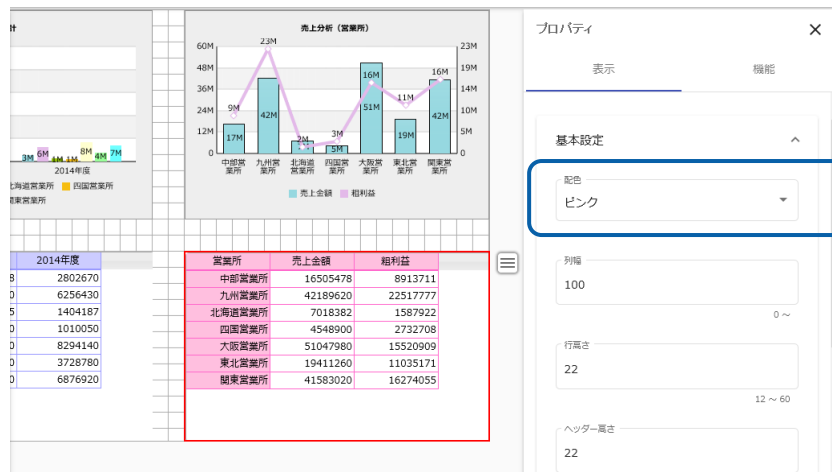 計
3M 6M 1M 1M 8M 4M 7M
2014年度
北海道営業所 四国営業所
関東営業所
売上分析（営業所）
60M
48M
36M
24M
12M
0
23M
19M
14M
10M
5M
0
9M 23M 2M 3M 16M 11M 16M
17M 42M 5M 51M 19M 42M
中部営業所 九州営業所 北海道営業所 四国営業所 大阪営業所 東北営業所 関東営業所
売上金額 粗利益
2014年度
8 2802670
0 6256430
5 1404187
0 1010050
0 8294140
0 3728780
0 6876920
営業所 売上金額 粗利益
中部営業所 16505478 8913711
九州営業所 42189620 22517777
北海道営業所 7018382 1587922
四国営業所 4548900 2732708
大阪営業所 51047980 15520909
東北営業所 19411260 11035171
関東営業所 41583020 16274055
プロパティ
表示 機能
基本設定
配色
ピンク
列幅
100
0 ～
行高さ
22
12 ～ 60
ヘッダー高さ
22